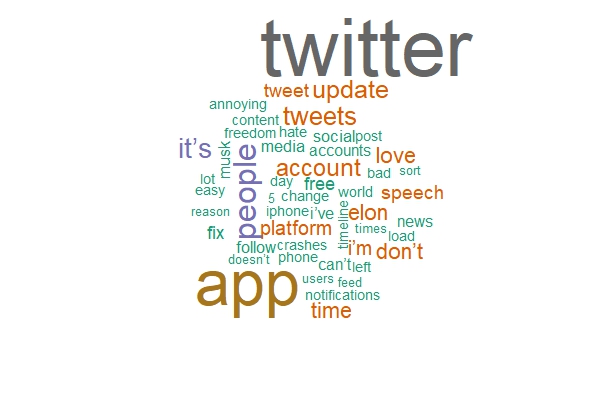 twitter
tweet update
annoying
content tweets
freedom hate socialpost
it's musk people media accounts love
account bad sort
lot day free
easy 5 change world speech
reason iphone i've timeline elon
fix platform times news
load
follow crashes i'm don't
doesn't phone can't left
app users feed
notifications
time